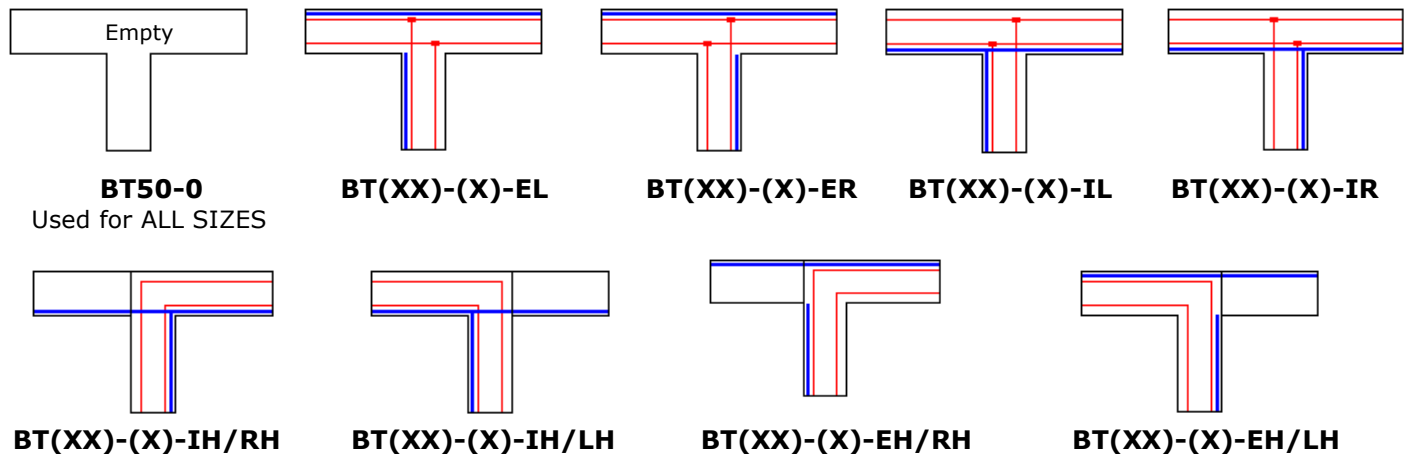 Empty
BT50-0
Used for ALL SIZES
BT(XX)-(X)-EL
BT(XX)-(X)-ER
BT(XX)-(X)-IL
BT(XX)-(X)-IR
BT(XX)-(X)-IH/RH
BT(XX)-(X)-IH/LH
BT(XX)-(X)-EH/RH
BT(XX)-(X)-EH/LH